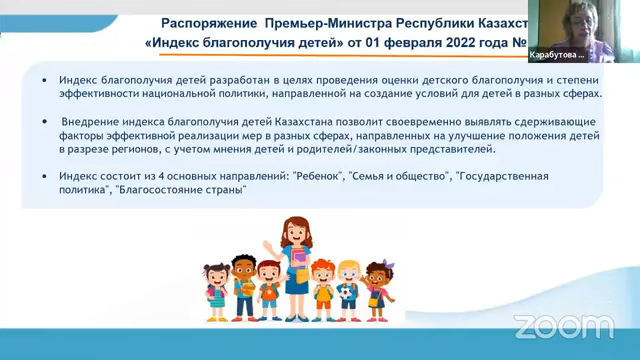 Распоряжение Премьер-Министра Республики Казахст
«Индекс благополучия детей» от 01 февраля 2022 года №
Карабутова ...
• Индекс благополучия детей разработан в целях проведения оценки детского благополучия и степени
эффективности национальной политики, направленной на создание условий для детей в разных сферах.
• Внедрение индекса благополучия детей Казахстана позволит своевременно выявлять сдерживающие
факторы эффективной реализации мер в разных сферах, направленных на улучшение положения детей
в разрезе регионов, с учетом мнения детей и родителей/законных представителей.
• Индекс состоит из 4 основных направлений: "Ребенок", "Семья и общество", "Государственная
политика", "Благосостояние страны"
zoom